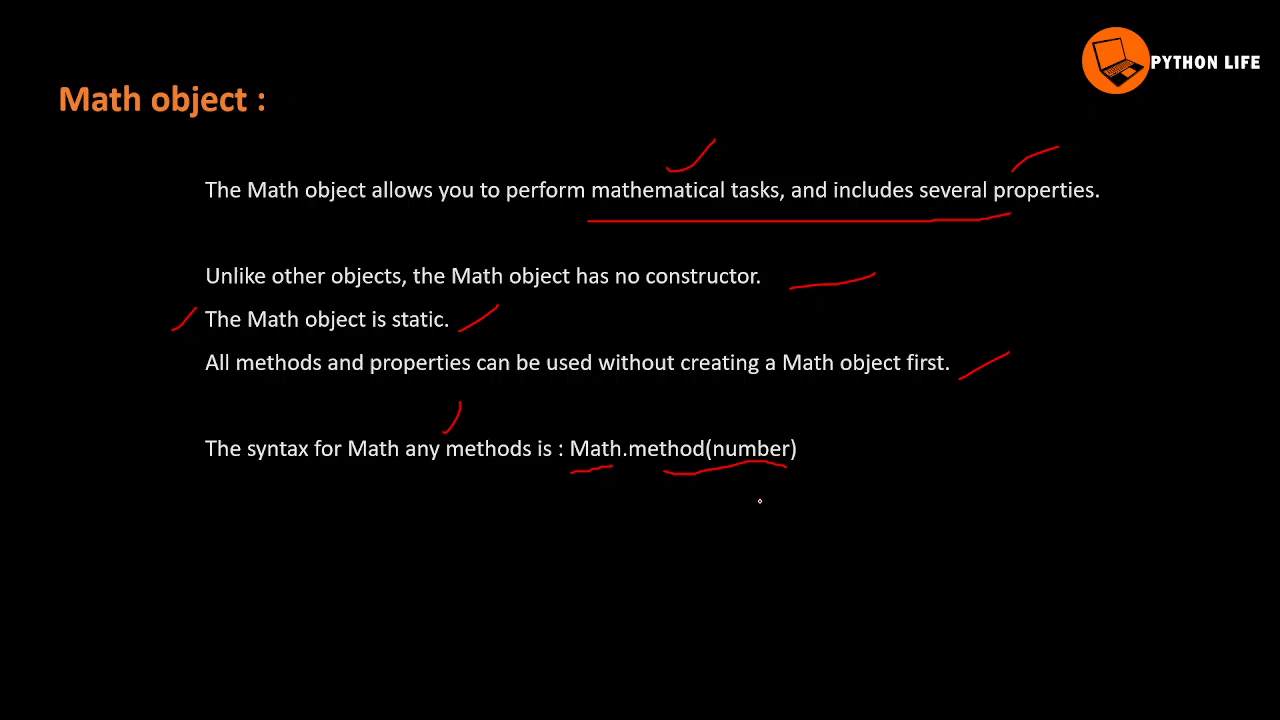 PYTHON LIFE
Math object :
The Math object allows you to perform mathematical tasks, and includes several properties.
Unlike other objects, the Math object has no constructor.
The Math object is static.
All methods and properties can be used without creating a Math object first.
The syntax for Math any methods is : Math.method(number)